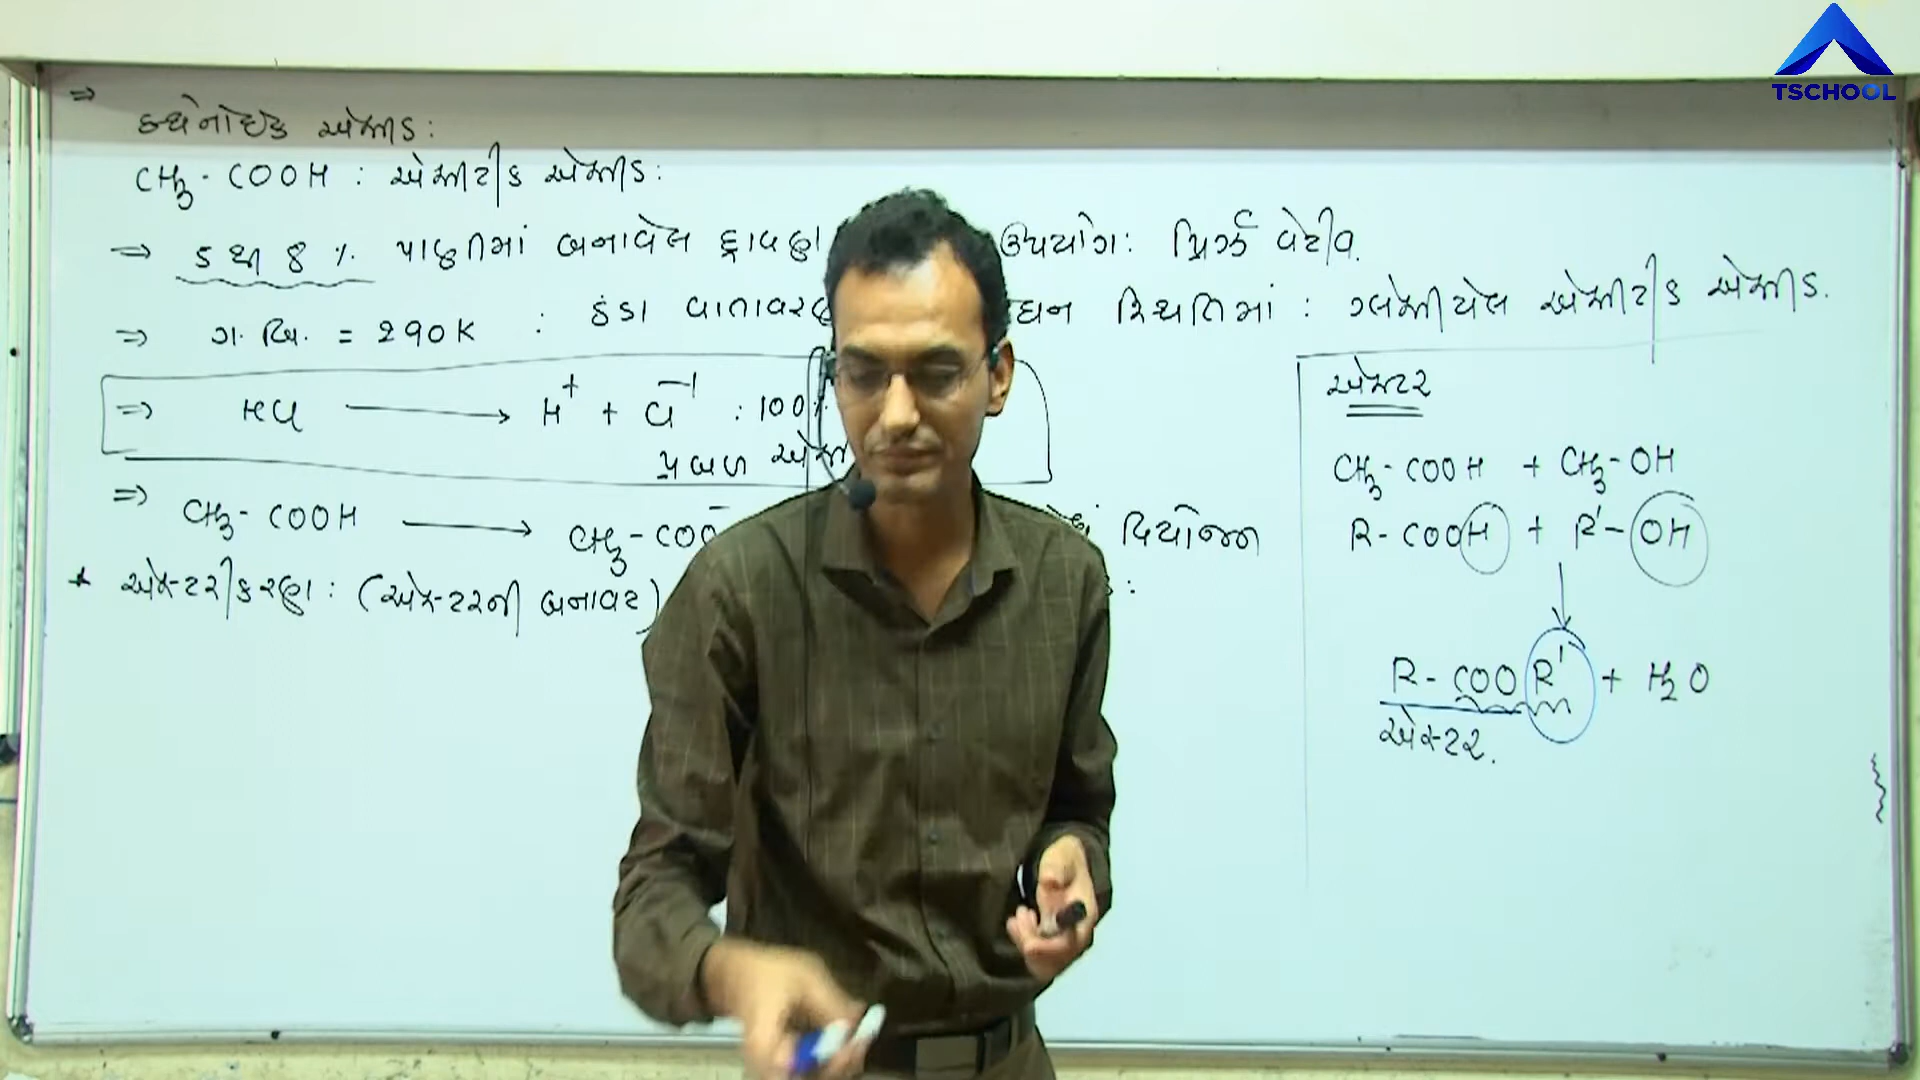 ⇒
ઇથેનોઇક એસીડ:
CH₃-COOH : એસીટીક એસીડ:
⇒ 5 થી 8 % પાણીમાં બનાવેલ દ્રાવણ ઉપયોગ: પ્રિઝર્વેટીવ.
⇒ ગ.બિં. = 290K : ઠંડા વાતાવરણ ઘન સ્થિતિમાં : ગ્લેસીયેલ એસીટીક એસીડ.
⇒ HCl → H⁺ + Cl⁻¹ : 100%
પ્રબળ
⇒ CH₃-COOH → CH₃-COO⁻ વિયોજન
* એસ્ટરીકરણ : (એસ્ટરની બનાવટ) :
એસ્ટર
CH₃-COOH + CH₃-OH
R-COOH + R'-OH
↓
R-COOR' + H₂O
એસ્ટર.
TSCHOOL